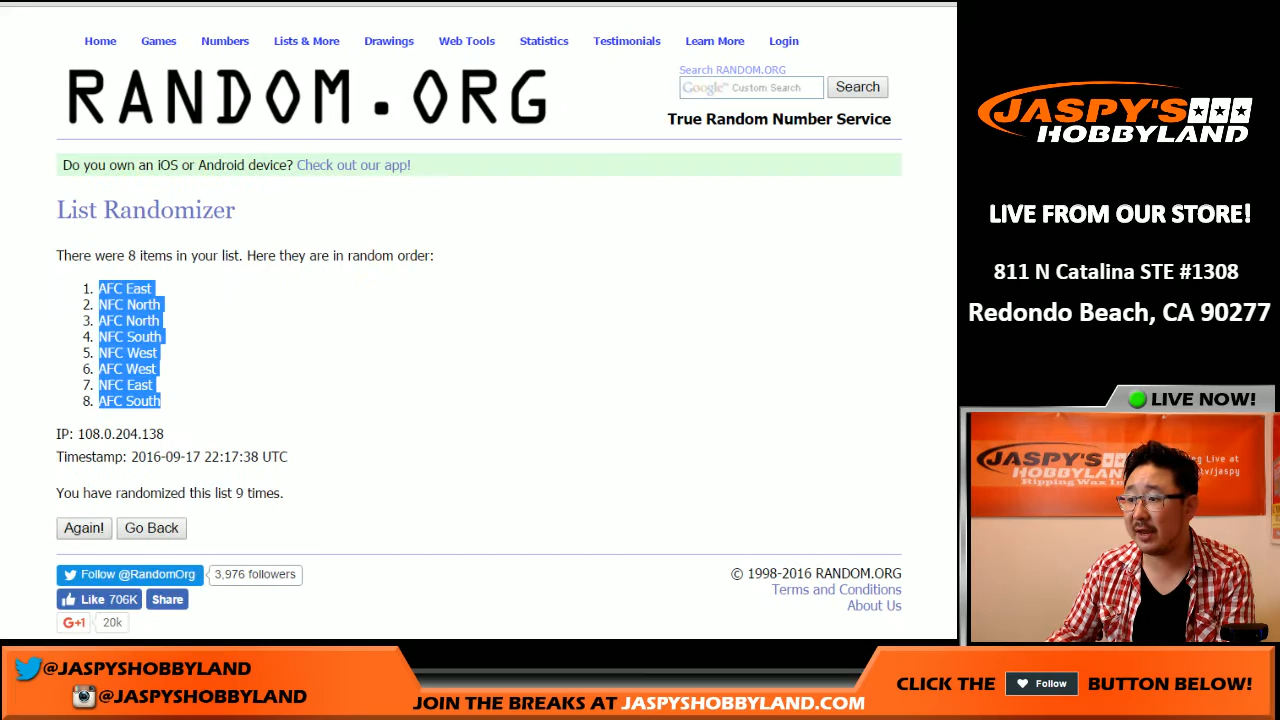 Home Games Numbers Lists & More Drawings Web Tools Statistics Testimonials Learn More Login
RANDOM.ORG
Search RANDOM.ORG
Google™ Custom Search
Search
True Random Number Service
Do you own an iOS or Android device? Check out our app!
List Randomizer
There were 8 items in your list. Here they are in random order:
1. AFC East
2. NFC North
3. AFC North
4. NFC South
5. NFC West
6. AFC West
7. NFC East
8. AFC South
IP: 108.0.204.138
Timestamp: 2016-09-17 22:17:38 UTC
You have randomized this list 9 times.
Again! Go Back
Follow @RandomOrg 3,976 followers
Like 706K Share
G+1 20k
© 1998-2016 RANDOM.ORG
Terms and Conditions
About Us
JASPY'S
HOBBYLAND
LIVE FROM OUR STORE!
811 N Catalina STE #1308
Redondo Beach, CA 90277
LIVE NOW!
JASPY'S
HOBBYLAND
Ripping Wax
Live at
tv/jaspy
@JASPYSHOBBYLAND
@JASPYSHOBBYLAND
JOIN THE BREAKS AT JASPYSHOBBYLAND.COM
CLICK THE Follow BUTTON BELOW!